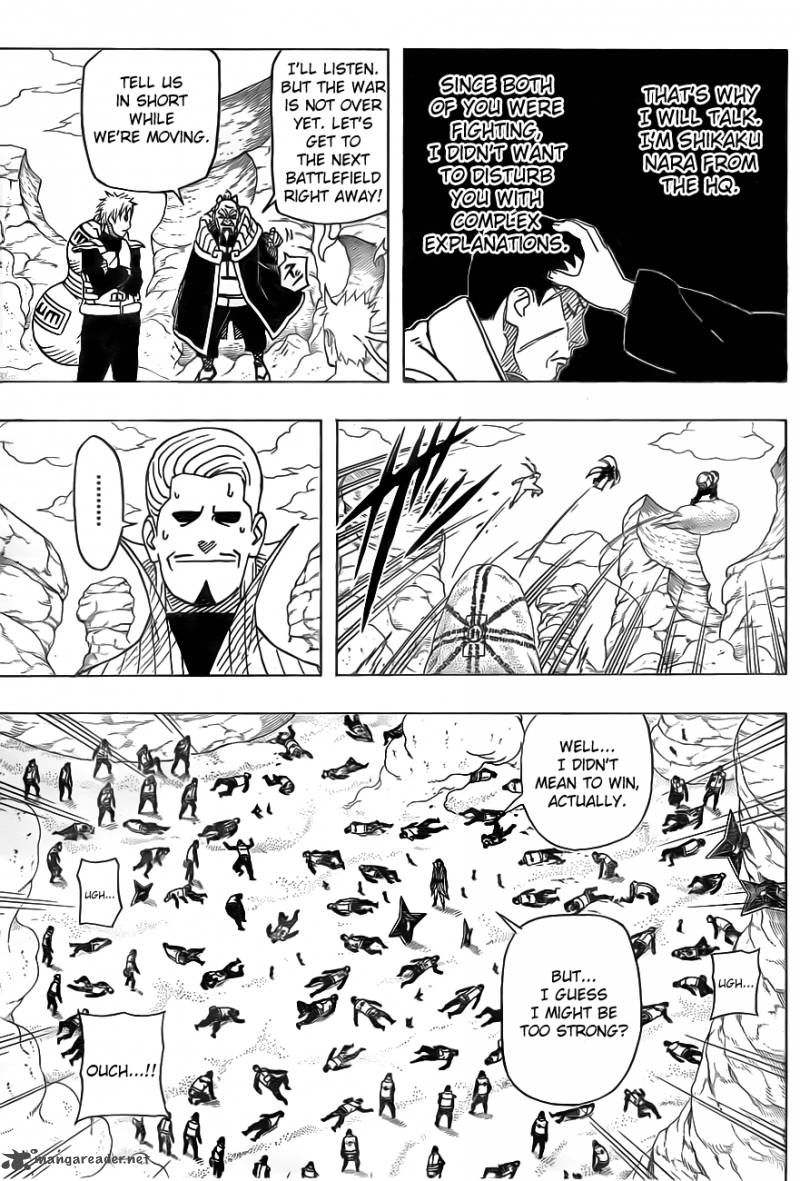 THAT'S WHY
I WILL TALK.
I'M SHIKAKU
NARA FROM
THE HQ.
SINCE BOTH
OF YOU WERE
FIGHTING,
I DIDN'T WANT
TO DISTURB
YOU WITH
COMPLEX
EXPLANATIONS.
I'LL LISTEN.
BUT THE WAR
IS NOT OVER
YET. LET'S
GET TO
THE NEXT
BATTLEFIELD
RIGHT AWAY!
TELL US
IN SHORT
WHILE
WE'RE MOVING.
.........
WELL...
I DIDN'T
MEAN TO WIN,
ACTUALLY.
BUT...
I GUESS
I MIGHT BE
TOO STRONG?
UGH...
UGH...
OUCH...!!
mangareader.net